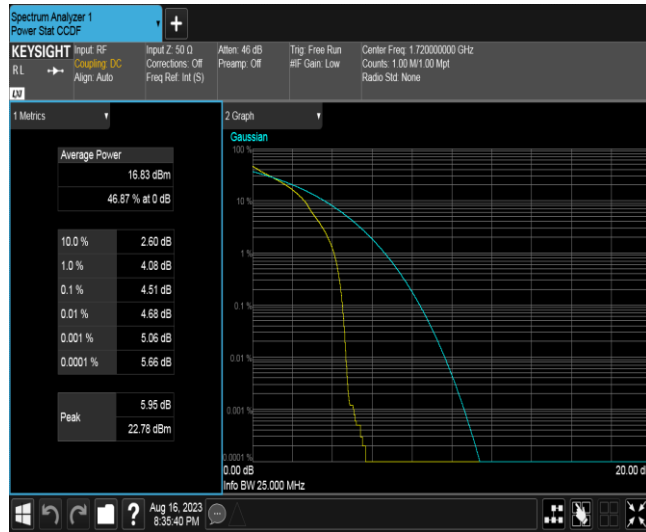 Spectrum Analyzer 1
Power Stat CCDF
+
KEYSIGHT
RL
LXI
Input: RF
Coupling: DC
Align: Auto
Input Z: 50 Ω
Corrections: Off
Freq Ref: Int (S)
Atten: 46 dB
Preamp: Off
Trig: Free Run
#IF Gain: Low
Center Freq: 1.720000000 GHz
Counts: 1.00 M/1.00 Mpt
Radio Std: None
1 Metrics
Average Power
16.83 dBm
46.87 % at 0 dB
10.0 % 2.60 dB
1.0 % 4.08 dB
0.1 % 4.51 dB
0.01 % 4.68 dB
0.001 % 5.06 dB
0.0001 % 5.66 dB
Peak
5.95 dB
22.78 dBm
2 Graph
Gaussian
100 %
10 %
1 %
0.1 %
0.01 %
0.001 %
0.0001 %
0.00 dB
20.00 d
Info BW 25.000 MHz
?
Aug 16, 2023
8:35:40 PM